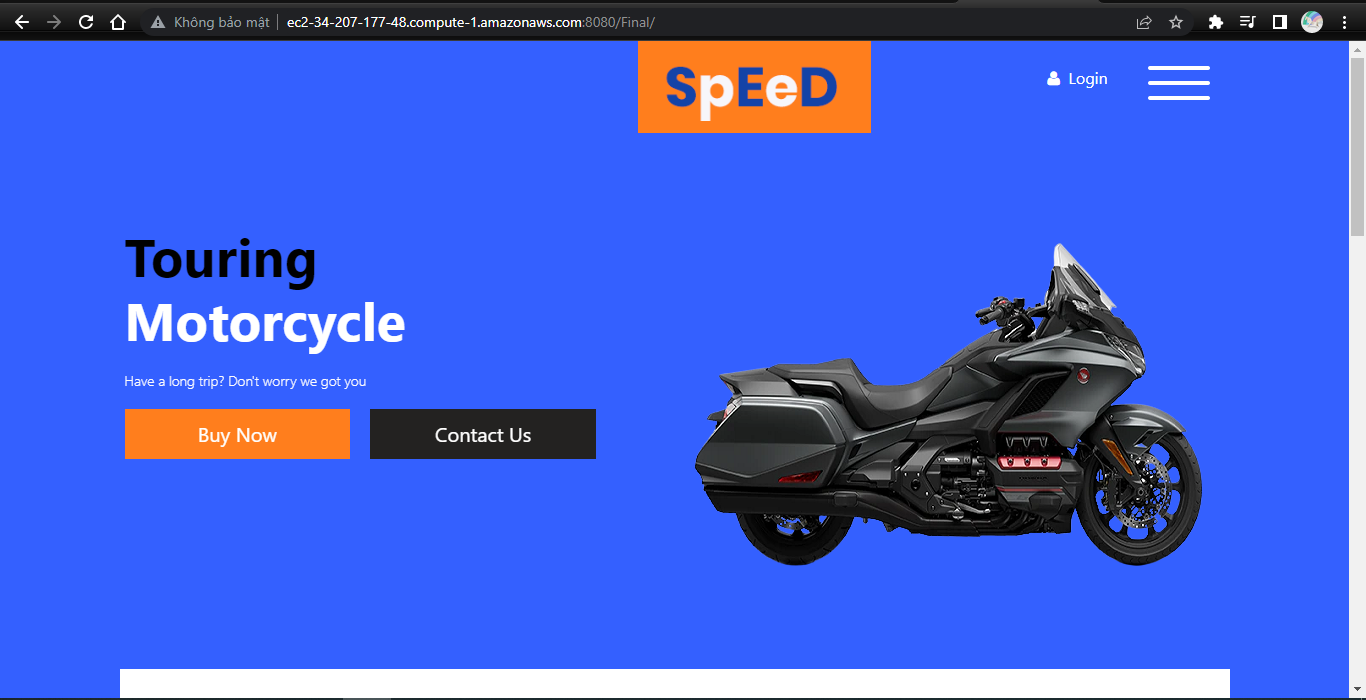 Không bảo mật ec2-34-207-177-48.compute-1.amazonaws.com:8080/Final/
SpEeD
Login
Touring
Motorcycle
Have a long trip? Don't worry we got you
Buy Now
Contact Us